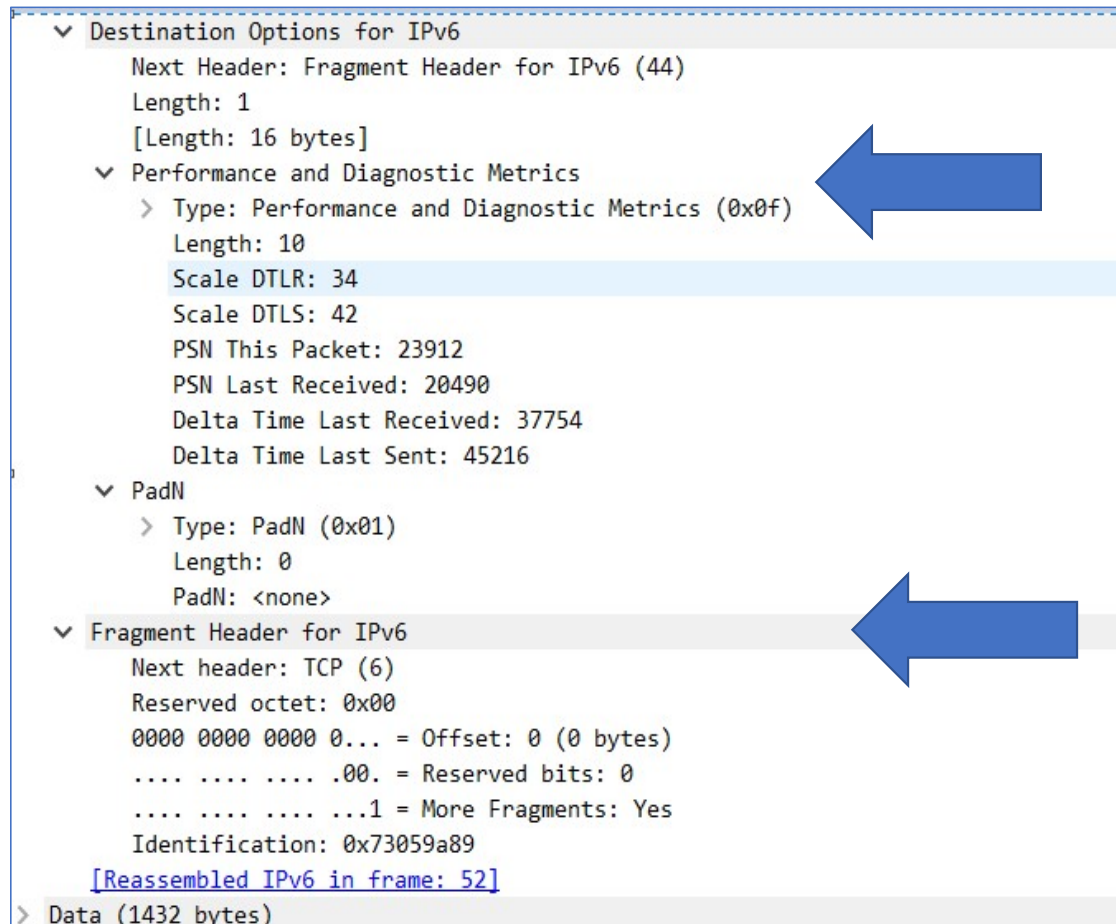 Destination Options for IPv6
Next Header: Fragment Header for IPv6 (44)
Length: 1
[Length: 16 bytes]
Performance and Diagnostic Metrics
Type: Performance and Diagnostic Metrics (0x0f)
Length: 10
Scale DTLR: 34
Scale DTLS: 42
PSN This Packet: 23912
PSN Last Received: 20490
Delta Time Last Received: 37754
Delta Time Last Sent: 45216
PadN
Type: PadN (0x01)
Length: 0
PadN: <none>
Fragment Header for IPv6
Next header: TCP (6)
Reserved octet: 0x00
0000 0000 0000 0... = Offset: 0 (0 bytes)
.... .... .... .00. = Reserved bits: 0
.... .... .... ...1 = More Fragments: Yes
Identification: 0x73059a89
[Reassembled IPv6 in frame: 52]
Data (1432 bytes)